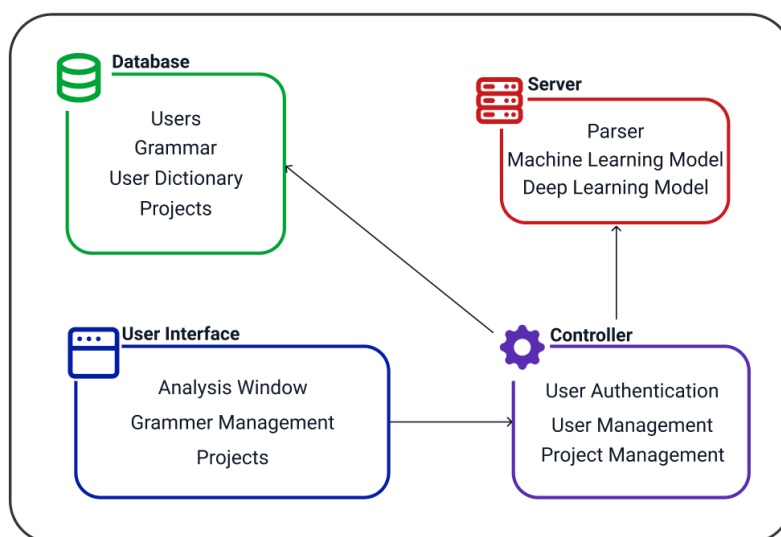 Database
Users
Grammar
User Dictionary
Projects
Server
Parser
Machine Learning Model
Deep Learning Model
User Interface
Analysis Window
Grammer Management
Projects
Controller
User Authentication
User Management
Project Management